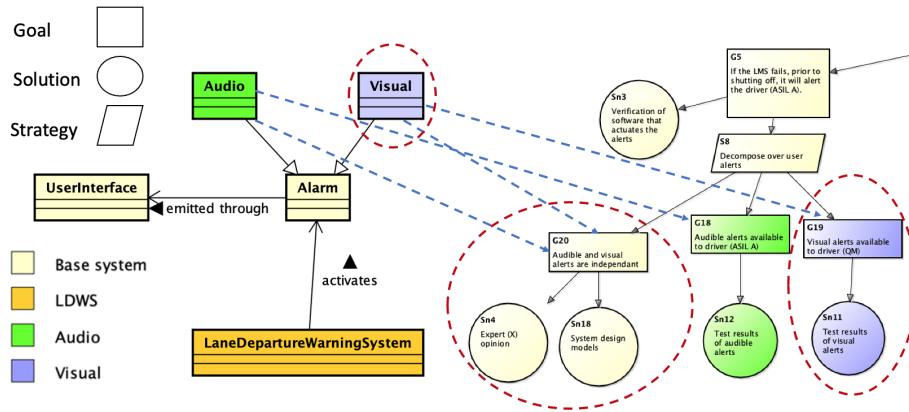 Goal
Solution
Strategy
Audio
Visual
UserInterface
Alarm
emitted through
activates
LaneDepartureWarningSystem
Base system
LDWS
Audio
Visual
G5
If the LMS fails, prior to
shutting off, it will alert
the driver (ASIL A).
Sn3
Verification of
software that
actuates the
alerts
S8
Decompose over user
alerts
G20
Audible and visual
alerts are independant
G18
Audible alerts available
to driver (ASIL A)
G19
Visual alerts available
to driver (QM)
Sn4
Expert (X)
opinion
Sn18
System design
models
Sn12
Test results
of audible
alerts
Sn11
Test results
of visual
alerts